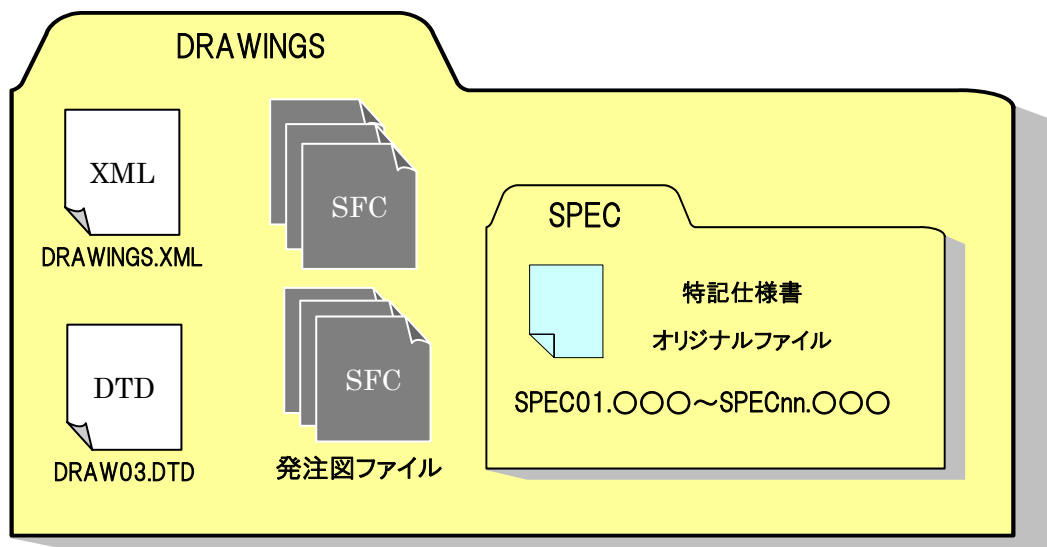 DRAWINGS
XML
DRAWINGS.XML
SFC
DTD
DRAW03.DTD
SFC
発注図ファイル
SPEC
特記仕様書
オリジナルファイル
SPEC01.○○○～SPECnn.○○○